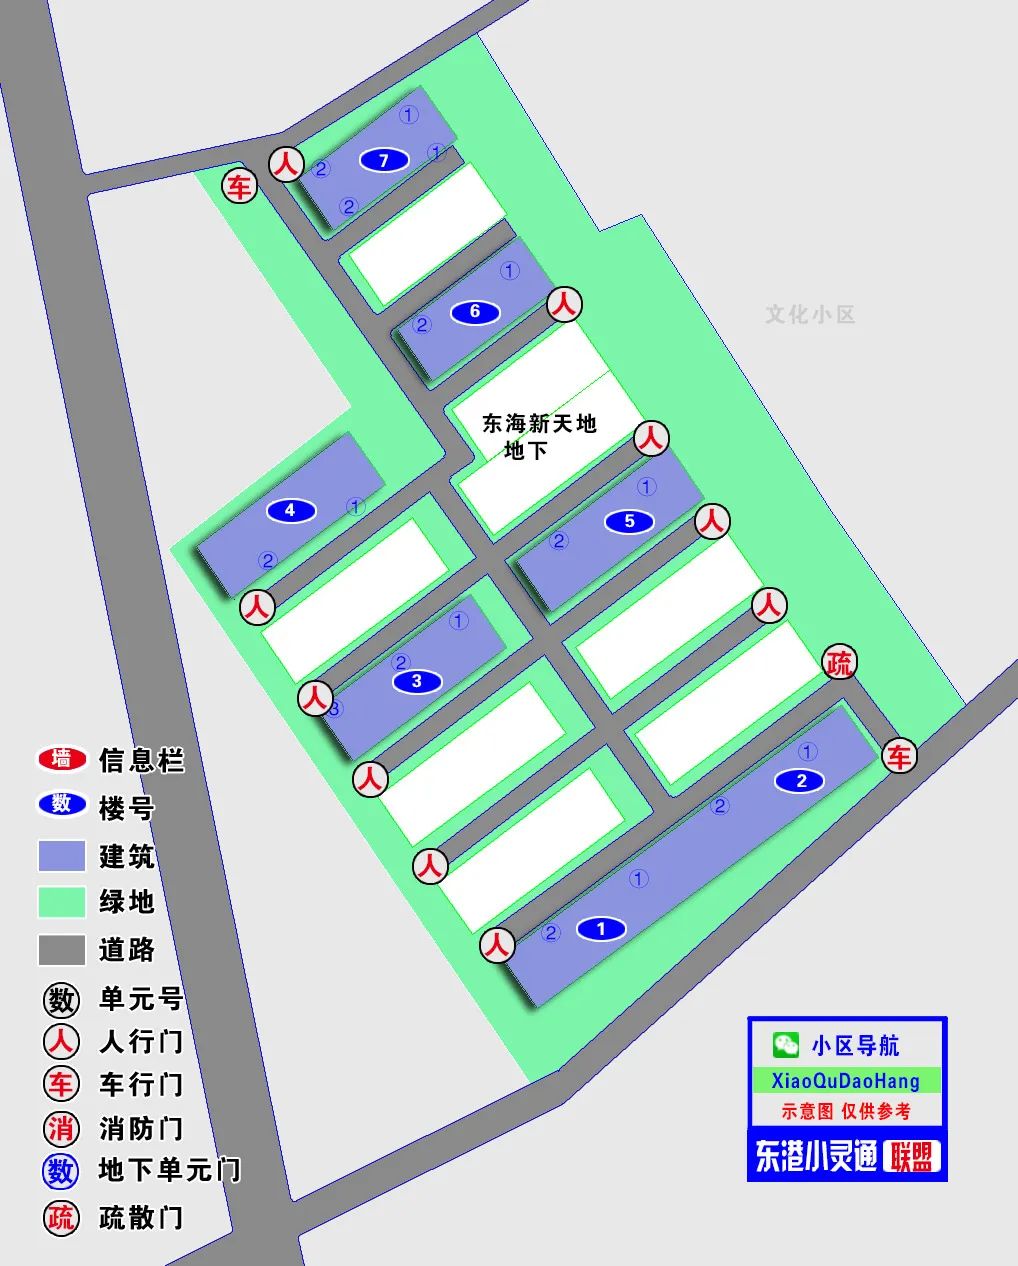 1
7
1
2
2
人
车
1
6
2
人
文化小区
东海新天地
地下
人
1
4
1
2
5
2
人
人
人
1
2
3
3
人
疏
人
1
2
2
车
人
1
2
1
人
墙 信息栏
数 楼号
建筑
绿地
道路
数 单元号
人 人行门
车 车行门
消 消防门
数 地下单元门
疏 疏散门
小区导航
XiaoQuDaoHang
示意图 仅供参考
东港小灵通 联盟